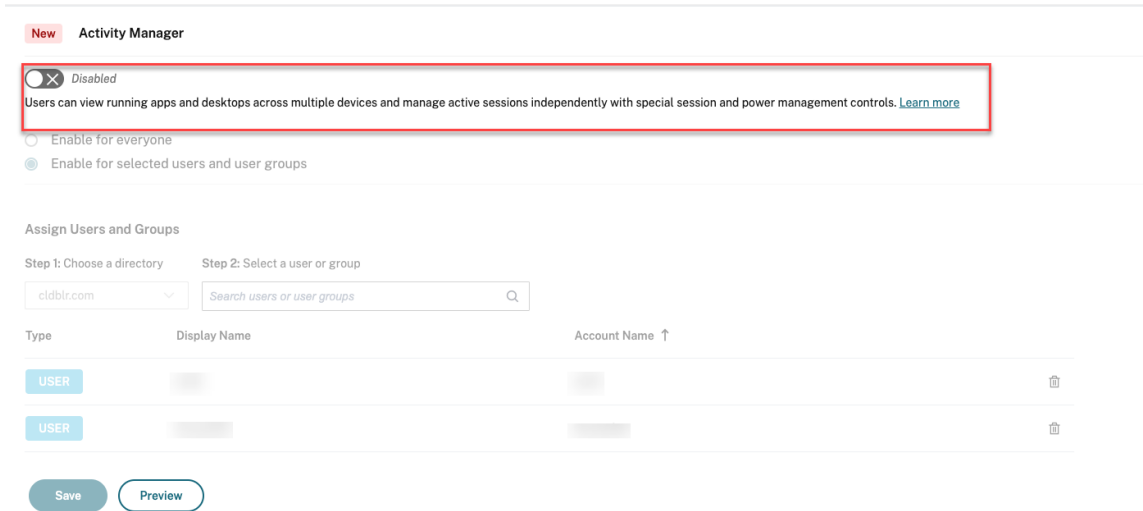 New Activity Manager
Disabled
Users can view running apps and desktops across multiple devices and manage active sessions independently with special session and power management controls. Learn more
Enable for everyone
Enable for selected users and user groups
Assign Users and Groups
Step 1: Choose a directory Step 2: Select a user or group
cldblr.com Search users or user groups
Type Display Name Account Name ↑
USER
USER
Save Preview